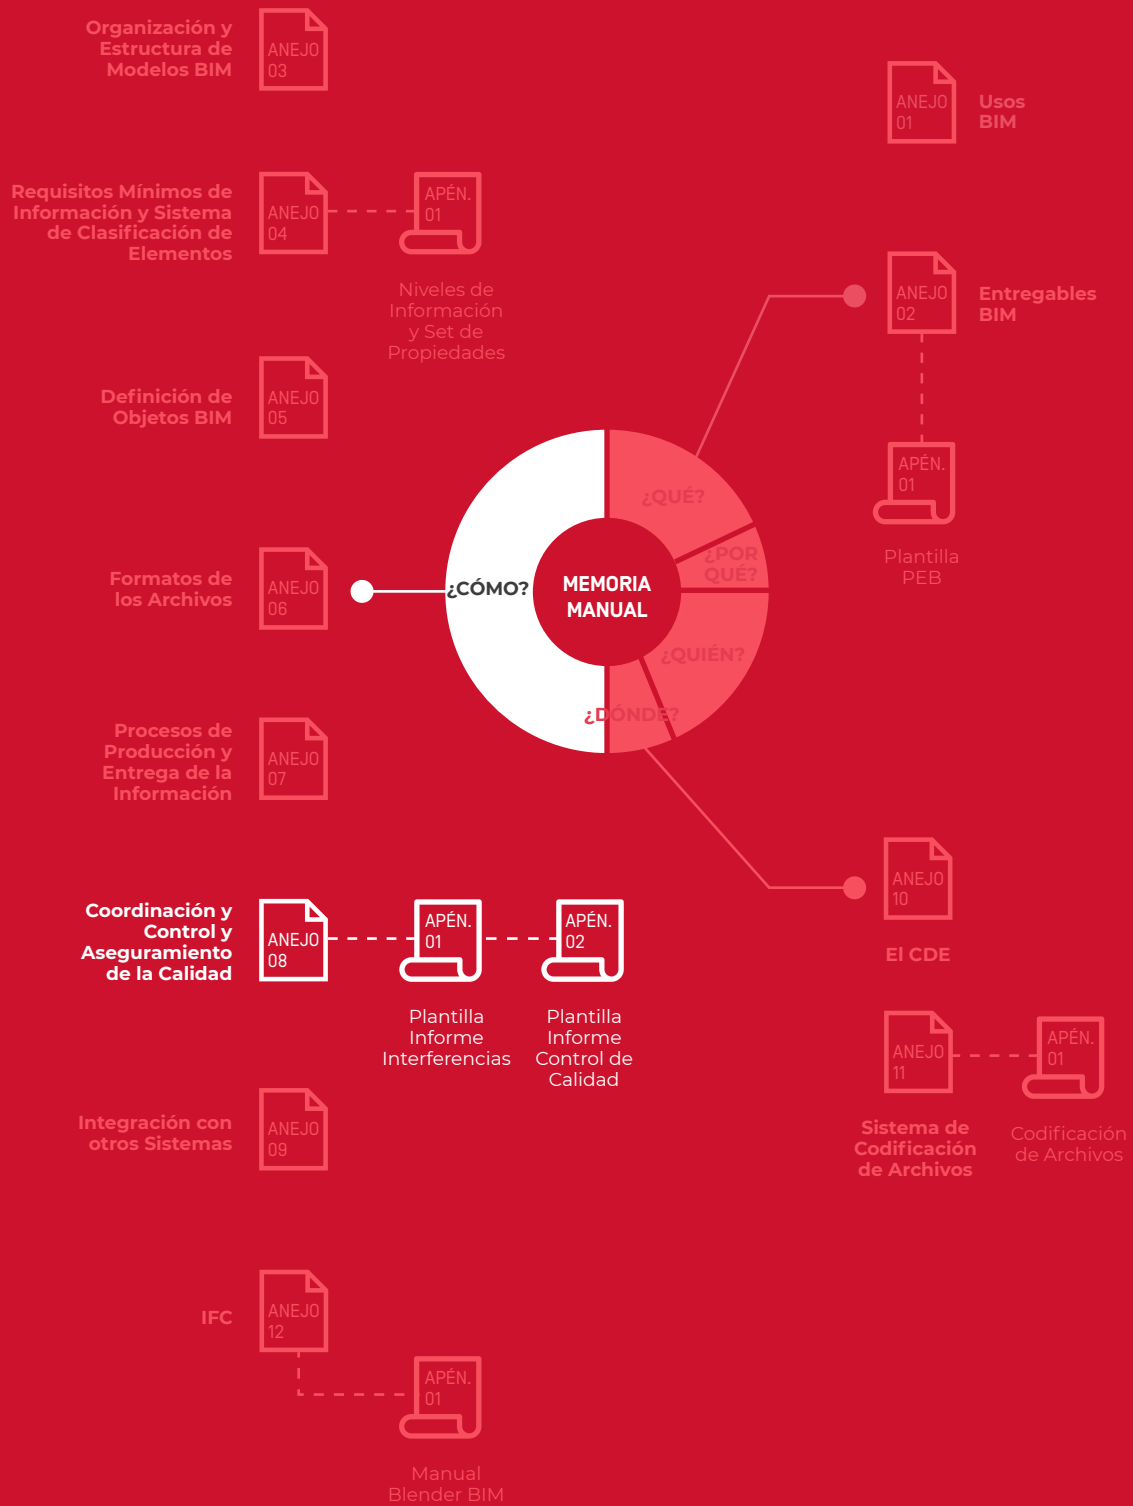 Organización y
Estructura de
Modelos BIM
ANEJO
03
ANEJO
01
Usos
BIM
Requisitos Mínimos de
Información y Sistema
de Clasificación de
Elementos
ANEJO
04
APÉN.
01
Niveles de
Información
y Set de
Propiedades
ANEJO
02
Entregables
BIM
APÉN.
01
Plantilla
PEB
Definición de
Objetos BIM
ANEJO
05
Formatos de
los Archivos
ANEJO
06
¿CÓMO?
MEMORIA
MANUAL
¿QUÉ?
¿POR
QUÉ?
¿QUIÉN?
¿DÓNDE?
Procesos de
Producción y
Entrega de la
Información
ANEJO
07
Coordinación y
Control y
Aseguramiento
de la Calidad
ANEJO
08
APÉN.
01
Plantilla
Informe
Interferencias
APÉN.
02
Plantilla
Informe
Control de
Calidad
ANEJO
10
El CDE
ANEJO
11
Sistema de
Codificación
de Archivos
APÉN.
01
Codificación
de Archivos
Integración con
otros Sistemas
ANEJO
09
IFC
ANEJO
12
APÉN.
01
Manual
Blender BIM